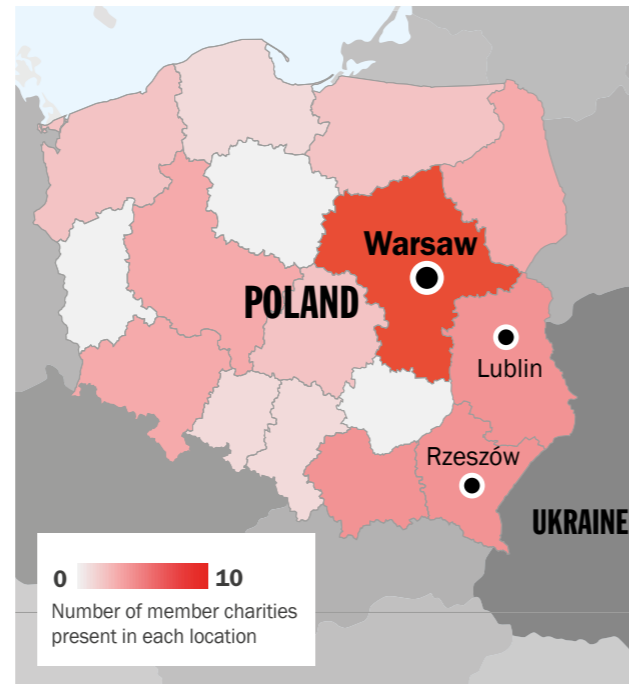 Warsaw
POLAND
Lublin
Rzeszów
UKRAINE
0 10
Number of member charities
present in each location